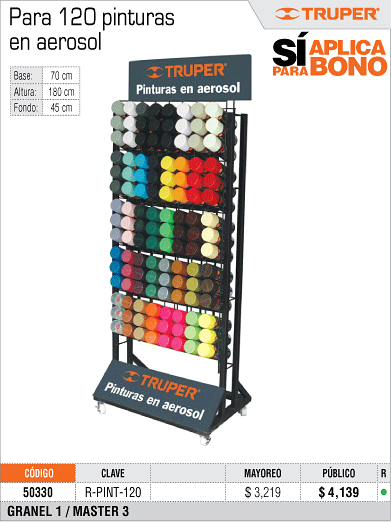 Para 120 pinturas
en aerosol
TRUPER®
SÍ APLICA
PARA BONO
Base: 70 cm
Altura: 180 cm
Fondo: 45 cm
TRUPER®
Pinturas en aerosol
TRUPER®
Pinturas en aerosol
CÓDIGO CLAVE MAYOREO PÚBLICO R
50330 R-PINT-120 $ 3,219 $ 4,139
GRANEL 1 / MASTER 3